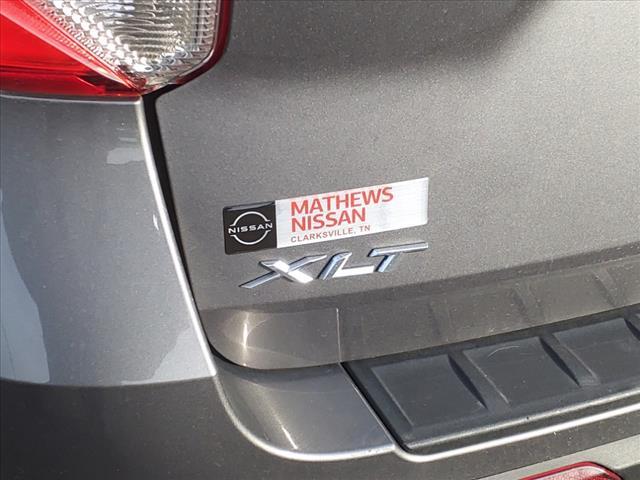 NISSAN
MATHEWS
NISSAN
CLARKSVILLE, TN
XLT